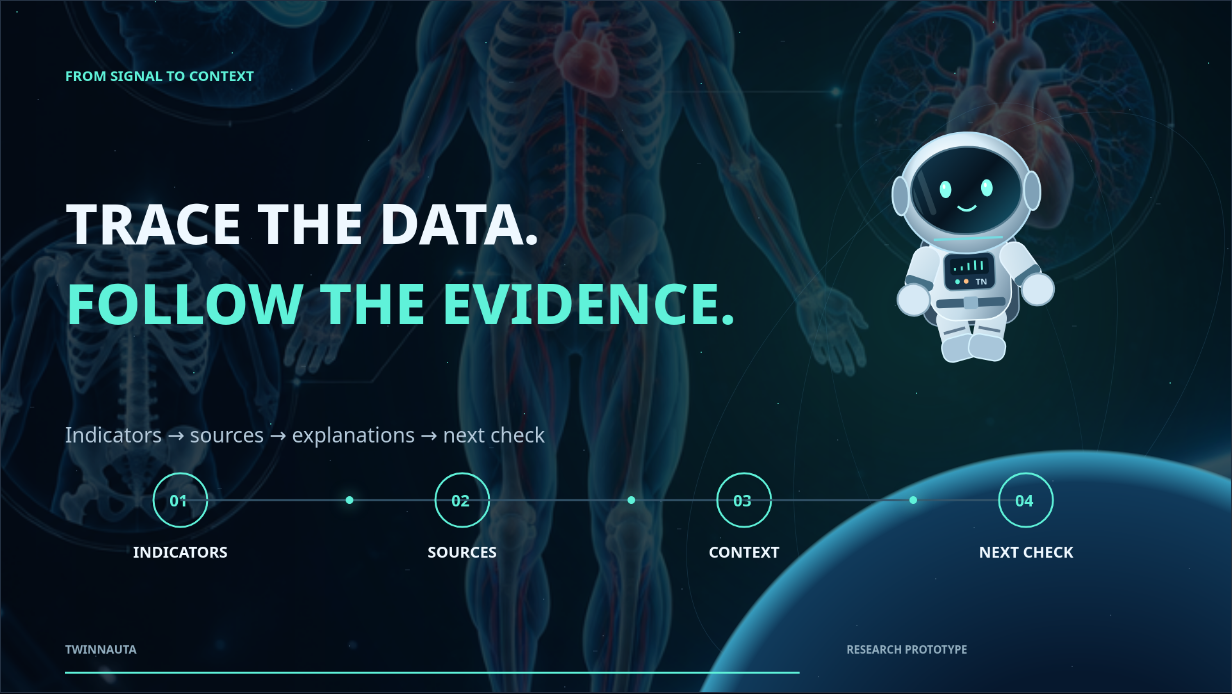 FROM SIGNAL TO CONTEXT
TRACE THE DATA.
FOLLOW THE EVIDENCE.
TN
Indicators → sources → explanations → next check
01
02
03
04
INDICATORS
SOURCES
CONTEXT
NEXT CHECK
TWINNAUTA
RESEARCH PROTOTYPE